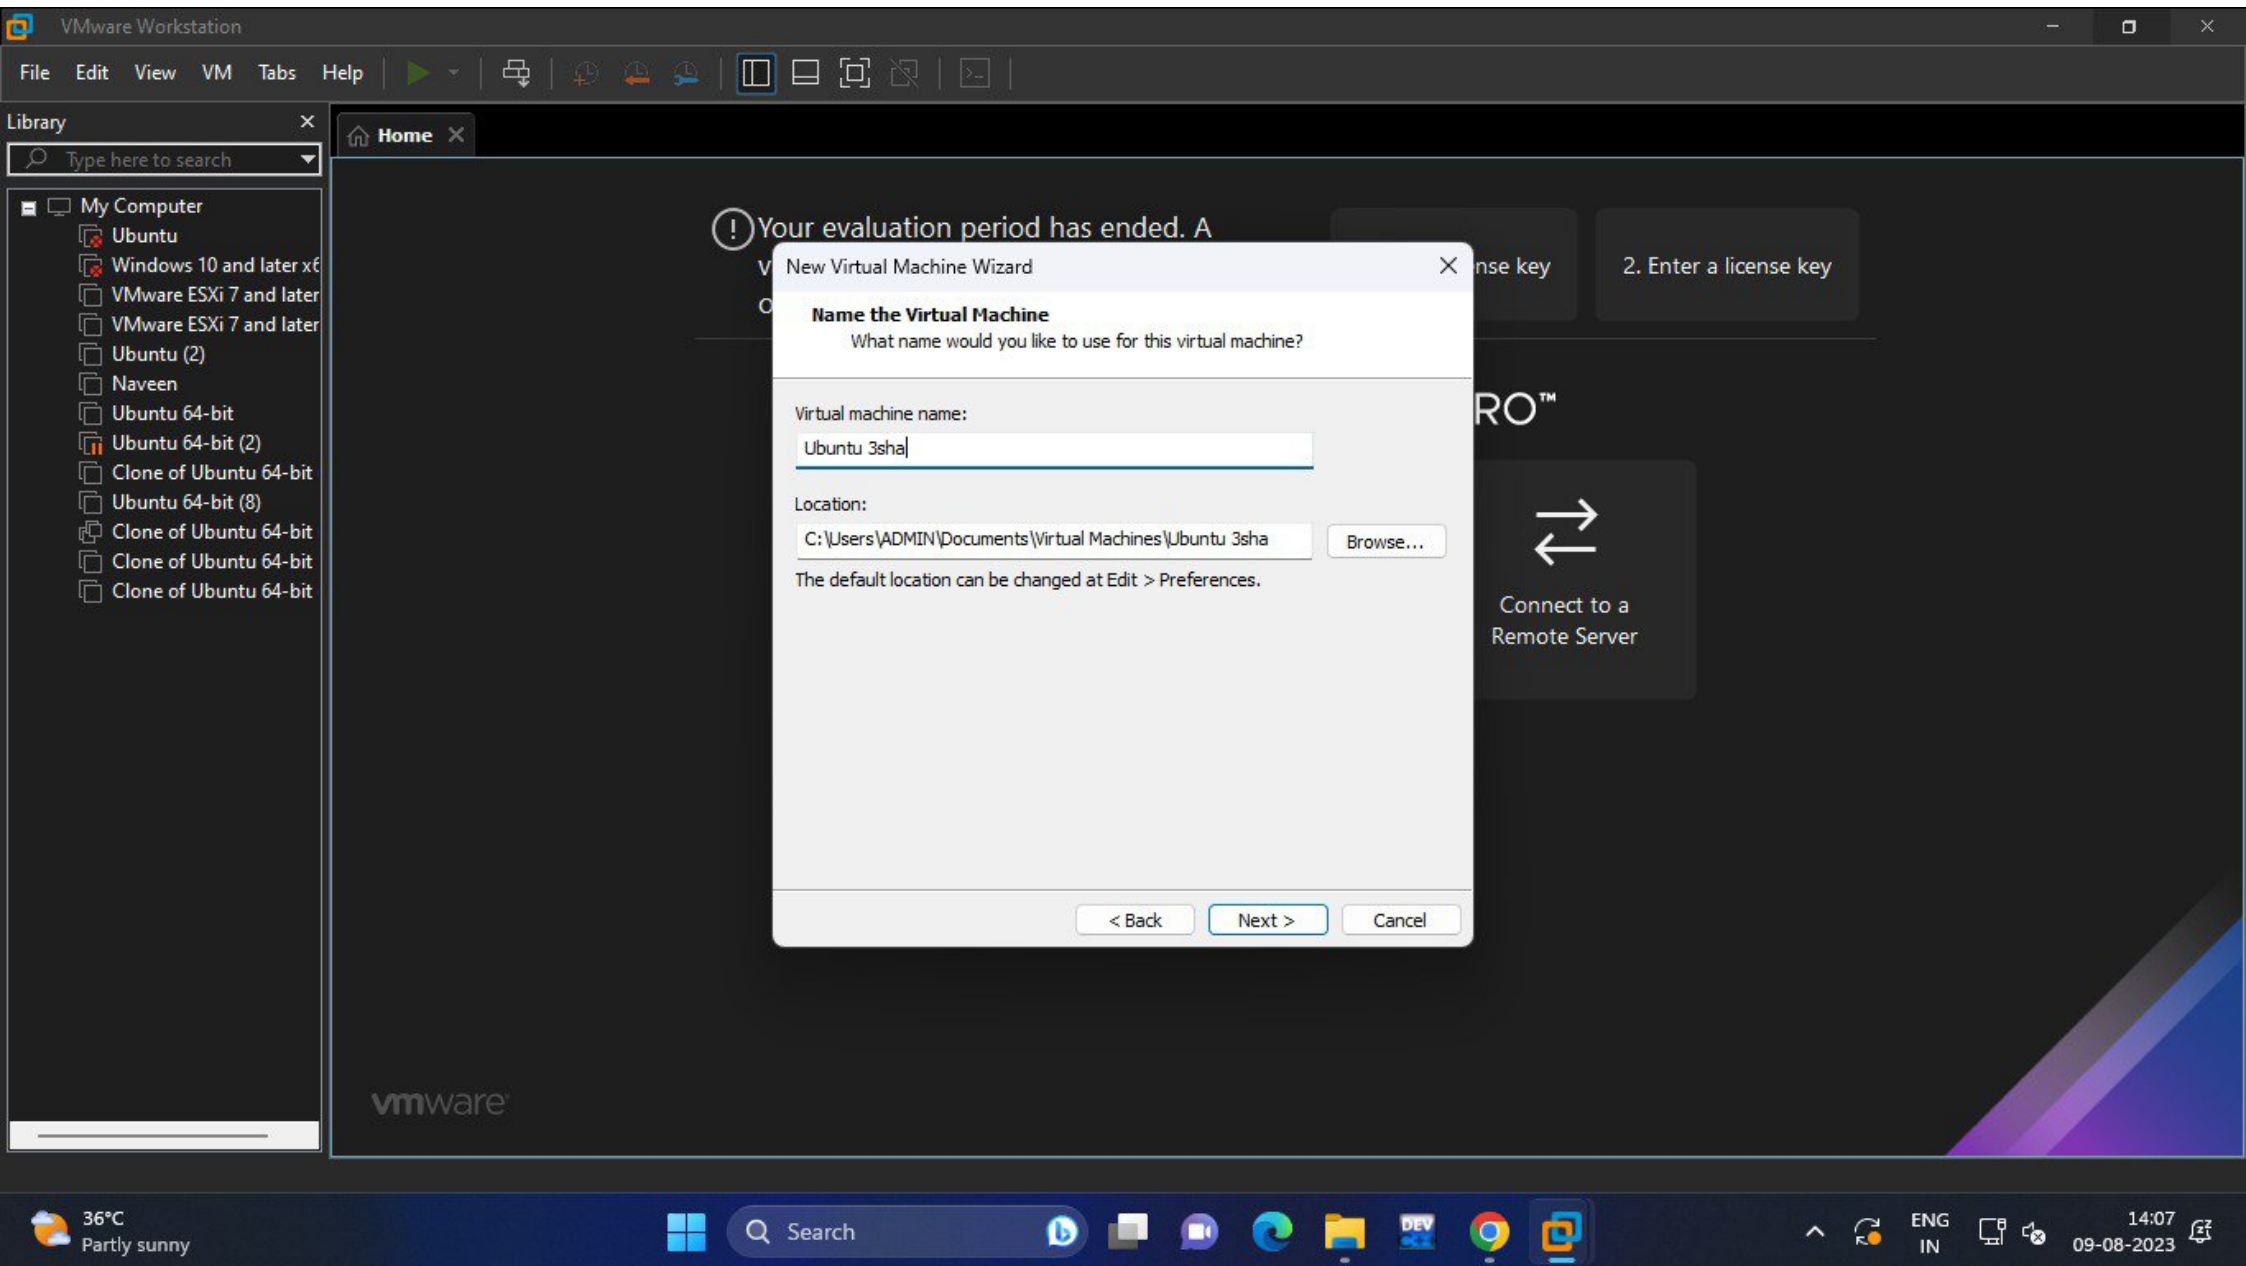 VMware Workstation
File Edit View VM Tabs Help
Library
Type here to search
My Computer
Ubuntu
Windows 10 and later x6
VMware ESXi 7 and later
VMware ESXi 7 and later
Ubuntu (2)
Naveen
Ubuntu 64-bit
Ubuntu 64-bit (2)
Clone of Ubuntu 64-bit
Ubuntu 64-bit (8)
Clone of Ubuntu 64-bit
Clone of Ubuntu 64-bit
Clone of Ubuntu 64-bit
Home
Your evaluation period has ended. A
nse key
2. Enter a license key
RO™
Connect to a
Remote Server
New Virtual Machine Wizard
Name the Virtual Machine
What name would you like to use for this virtual machine?
Virtual machine name:
Ubuntu 3sha
Location:
C:\Users\ADMIN\Documents\Virtual Machines\Ubuntu 3sha
Browse...
The default location can be changed at Edit > Preferences.
< Back Next > Cancel
vmware
36°C
Partly sunny
Search
DEV
C++
ENG
IN
14:07
09-08-2023